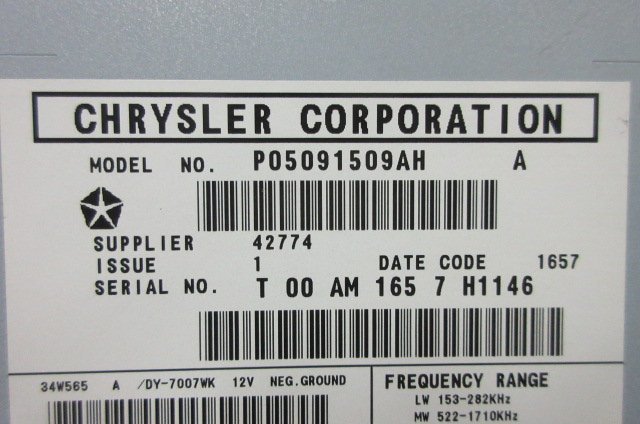 CHRYSLER CORPORATION
MODEL NO. P05091509AH A
SUPPLIER 42774
ISSUE 1 DATE CODE 1657
SERIAL NO. T 00 AM 165 7 H1146
34W565 A /DY-7007WK 12V NEG.GROUND
FREQUENCY RANGE
LW 153-282KHz
MW 522-1710KHz